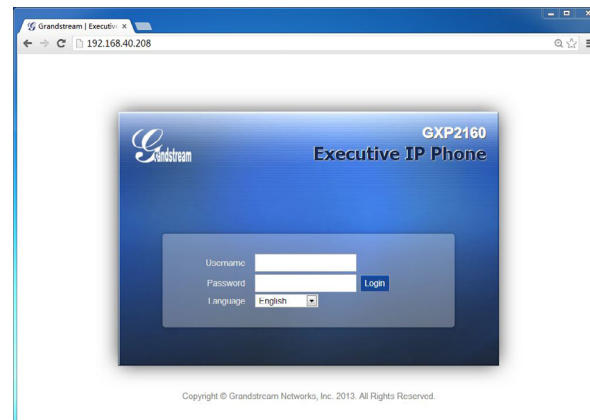 Grandstream | Executiv
192.168.40.208
Grandstream
GXP2160
Executive IP Phone
Username
Password
Login
Language English
Copyright © Grandstream Networks, Inc. 2013. All Rights Reserved.